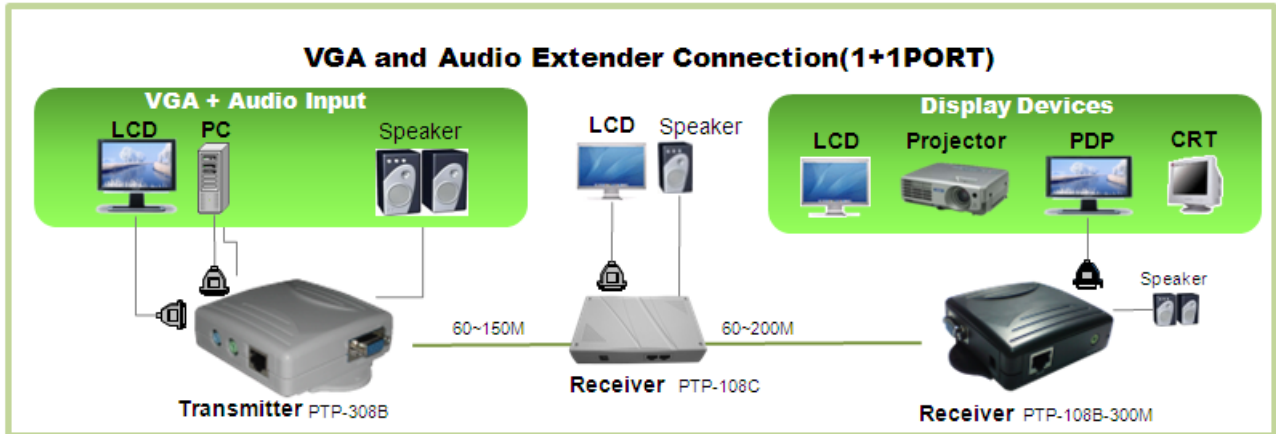 VGA and Audio Extender Connection(1+1PORT)
VGA + Audio Input
LCD
PC
Speaker
LCD
Speaker
Display Devices
LCD
Projector
PDP
CRT
Speaker
60~150M
60~200M
Transmitter PTP-308B
Receiver PTP-108C
Receiver PTP-108B-300M